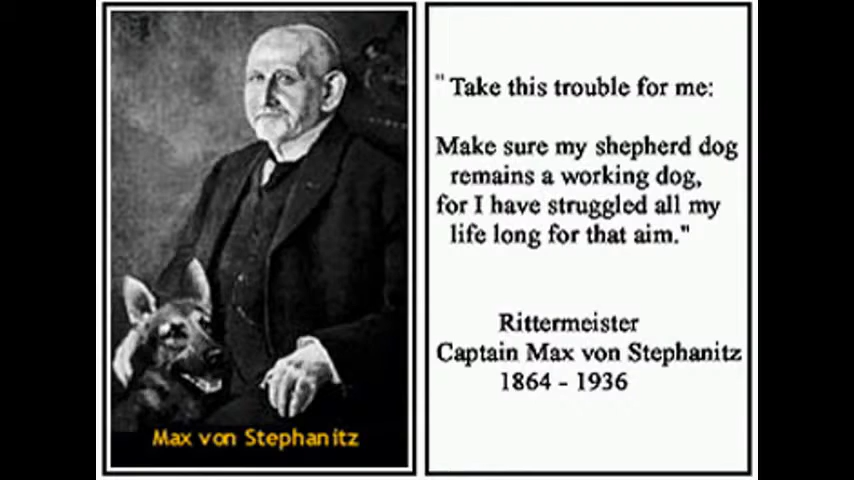 Max von Stephanitz
" Take this trouble for me:
Make sure my shepherd dog
remains a working dog,
for I have struggled all my
life long for that aim."
Rittermeister
Captain Max von Stephanitz
1864 - 1936